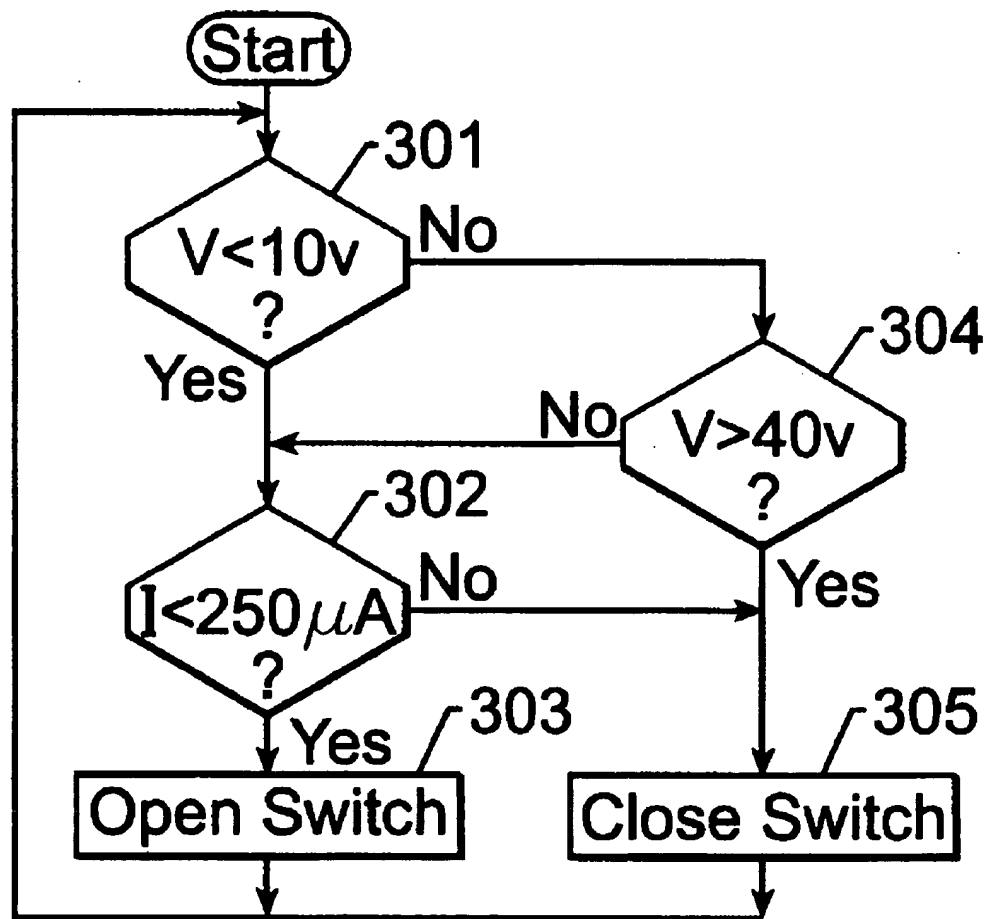 Start
301
V<10v
?
No
Yes
304
V>40v
?
No
Yes
302
I<250μA
?
No
Yes
303
Open Switch
305
Close Switch